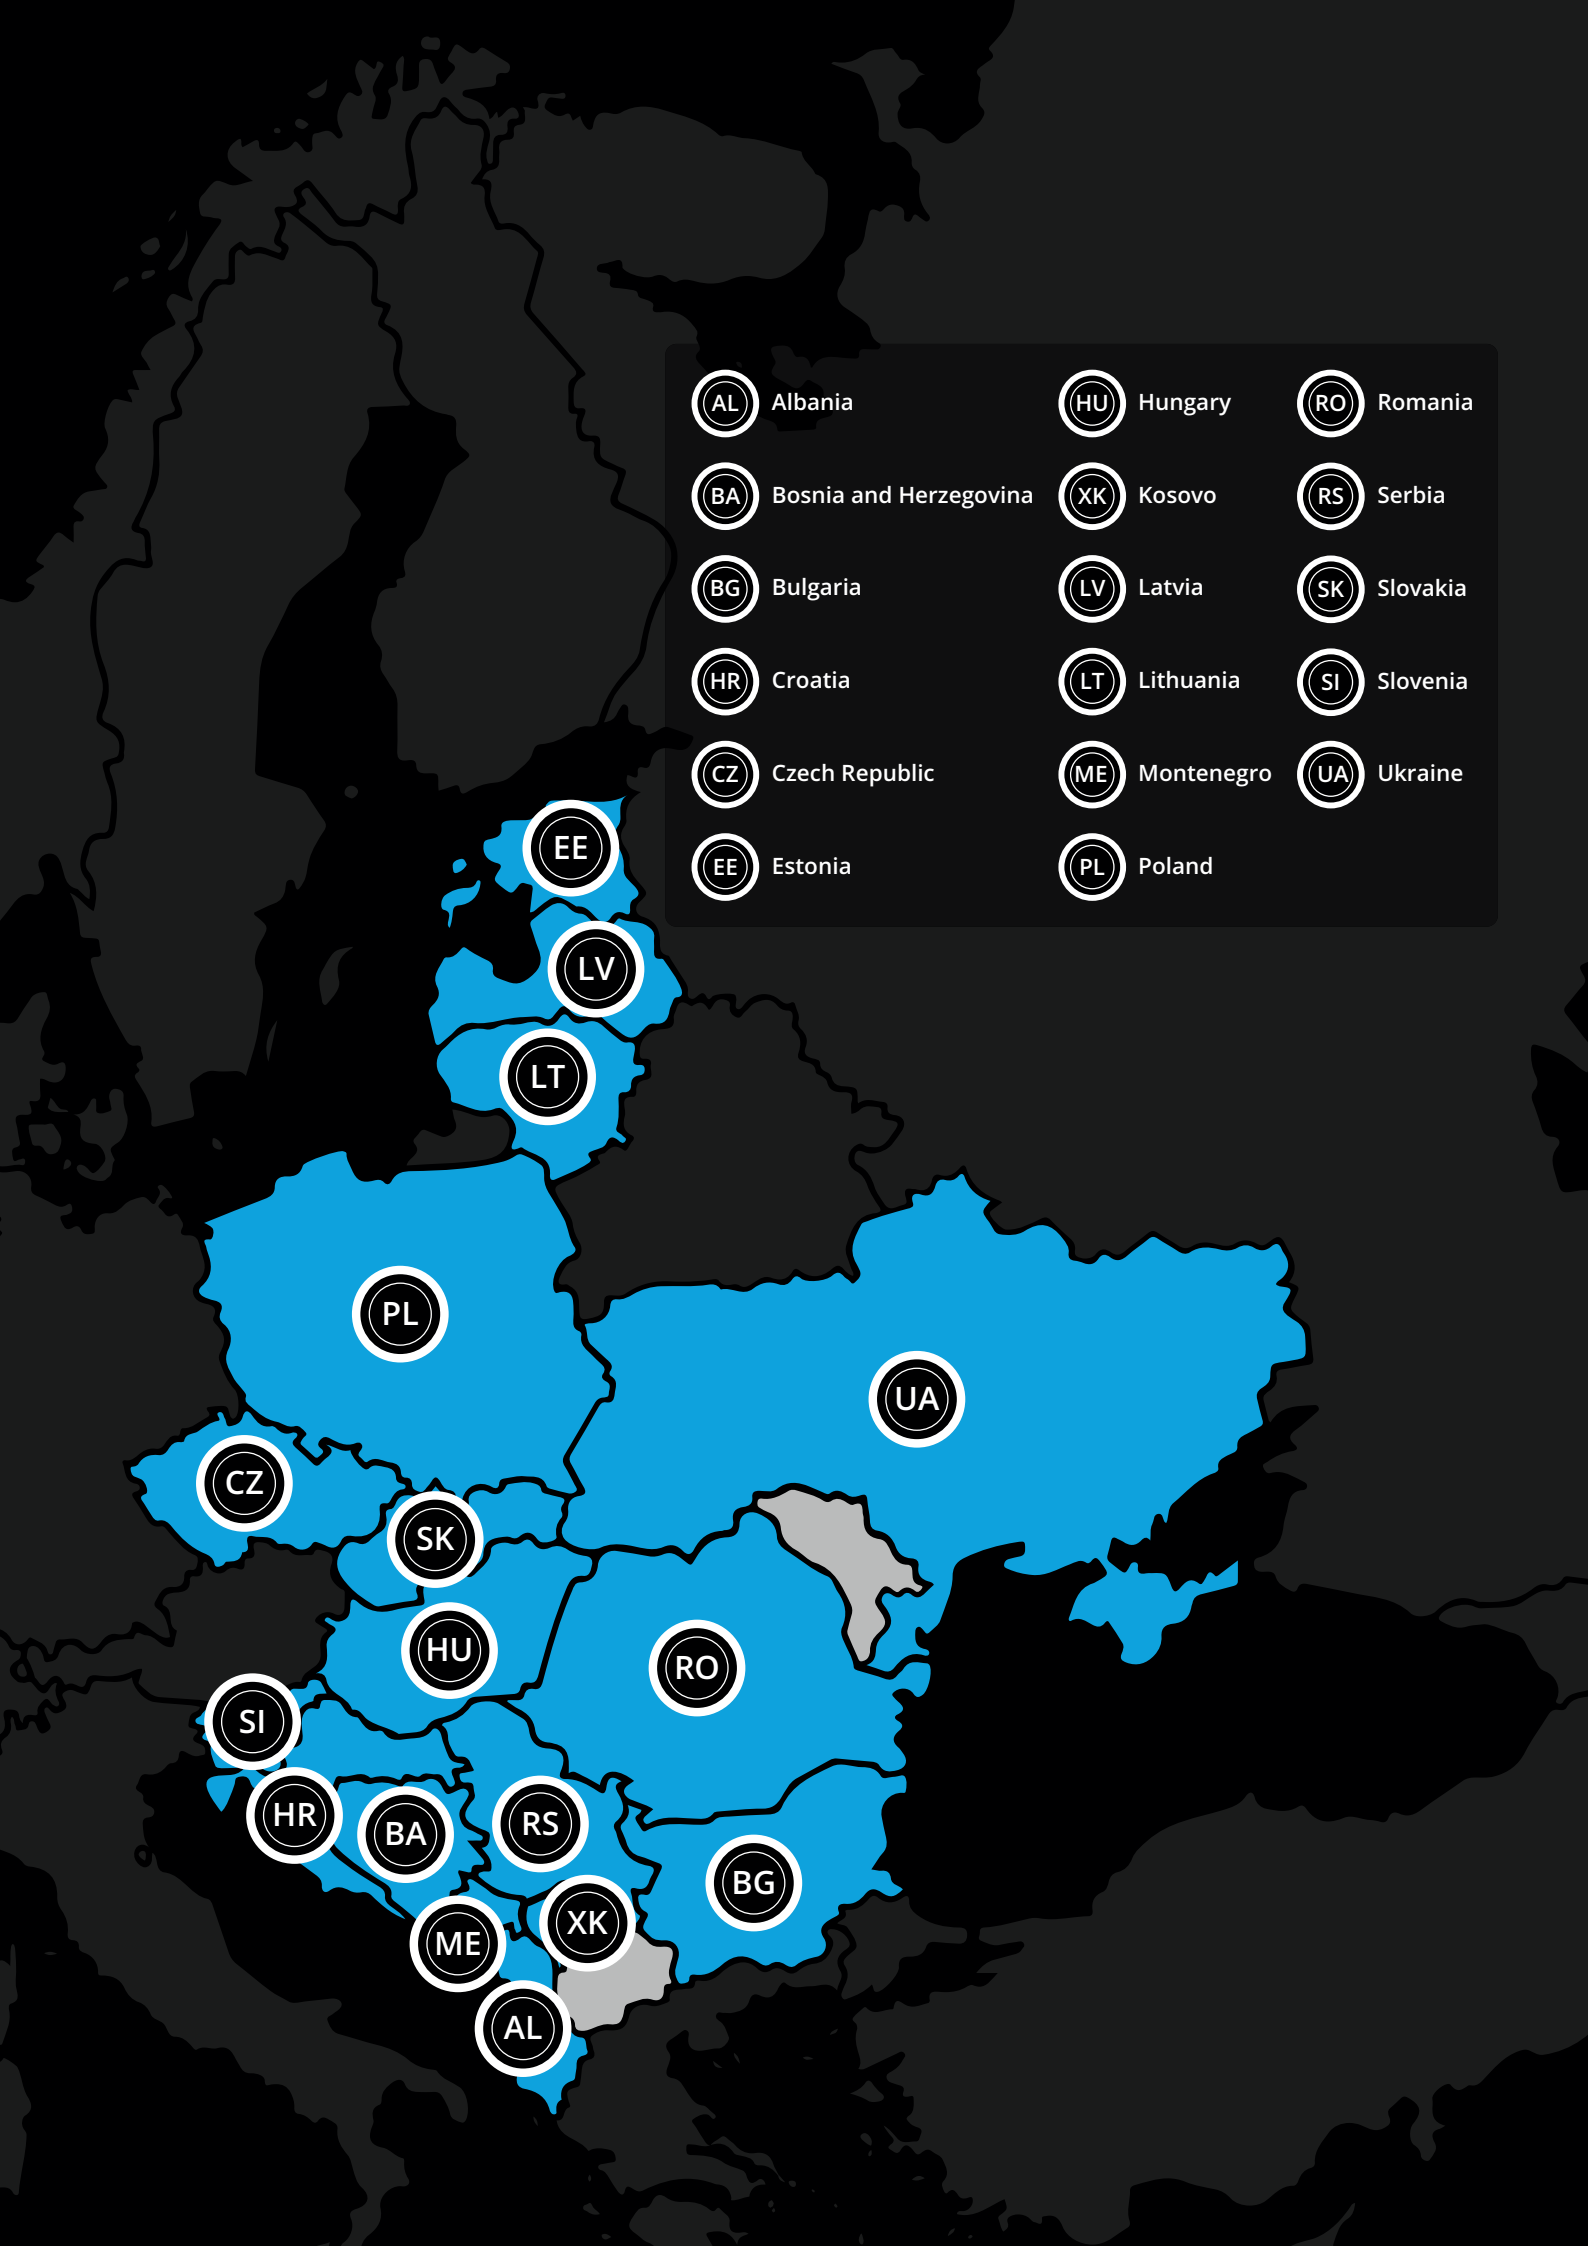 AL Albania
BA Bosnia and Herzegovina
BG Bulgaria
HR Croatia
CZ Czech Republic
EE Estonia
HU Hungary
XK Kosovo
LV Latvia
LT Lithuania
ME Montenegro
PL Poland
RO Romania
RS Serbia
SK Slovakia
SI Slovenia
UA Ukraine
EE
LV
LT
PL
UA
CZ
SK
HU
RO
SI
HR
BA
RS
BG
XK
ME
AL